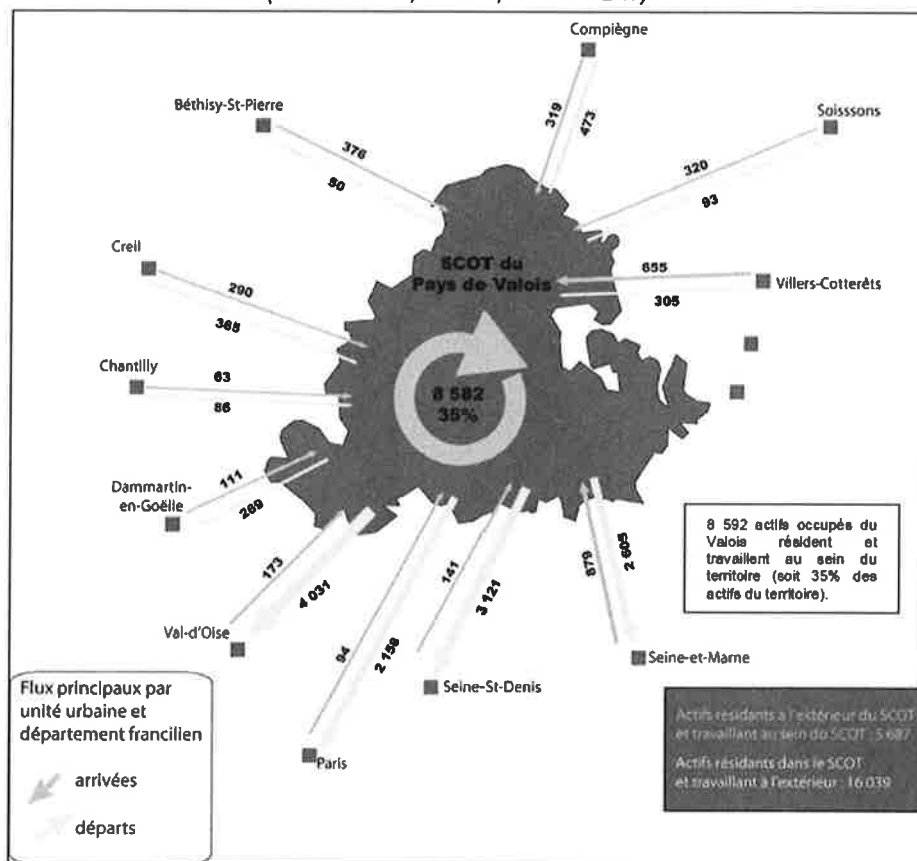 Compiègne
Béthisy-St-Pierre
Soisssons
319
473
376
50
320
93
Creil
SCOT du
Pays de Valois
655
305
Villers-Cotterêts
290
365
Chantilly
63
86
8 582
35%
Dammartin-
en-Goëlle
111
289
8 592 actifs occupés du
Valois résident et
travaillent au sein du
territoire (soit 35% des
actifs du territoire).
173
4 031
94
2 158
141
3 121
879
2 605
Val-d'Oise
Seine-St-Denis
Seine-et-Marne
Paris
Flux principaux par
unité urbaine et
département francilien
arrivées
départs
Actifs résidants à l'extérieur du SCOT
et travaillant au sein do SCOT : 5 687
Actifs résidants dans le SCOT
et travaillant à l'extérieur : 16 039